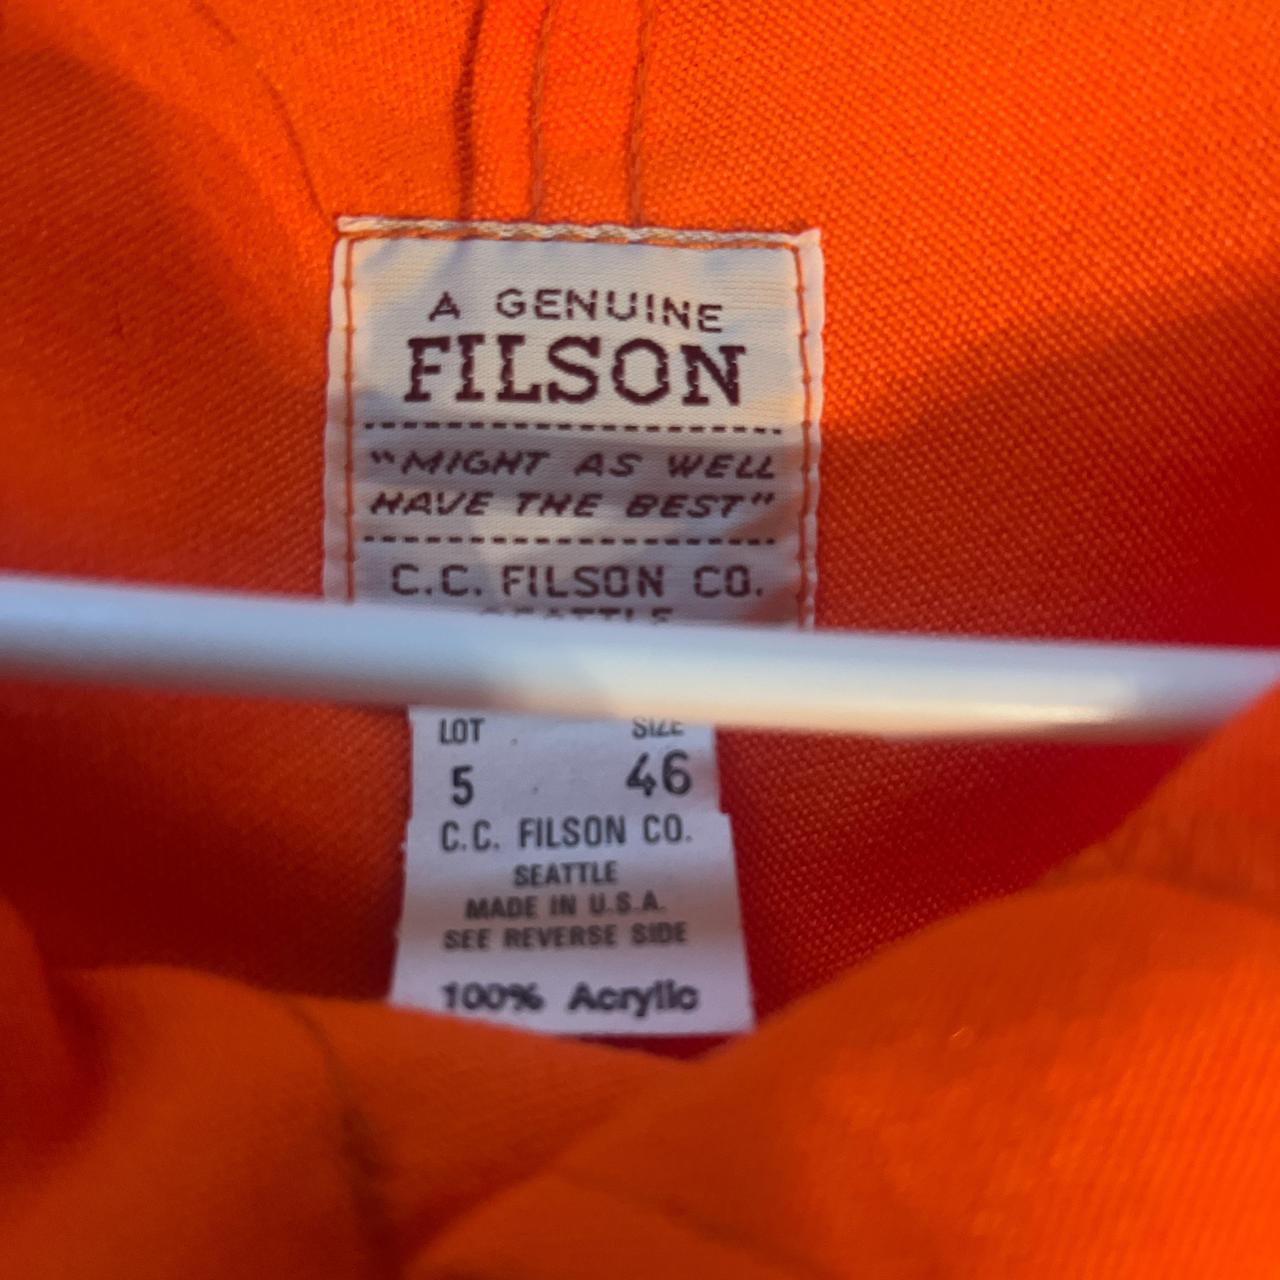 A GENUINE
FILSON
"MIGHT AS WELL
HAVE THE BEST"
C.C. FILSON CO.
SEATTLE
LOT SIZE
5 46
C.C. FILSON CO.
SEATTLE
MADE IN U.S.A.
SEE REVERSE SIDE
100% Acrylic